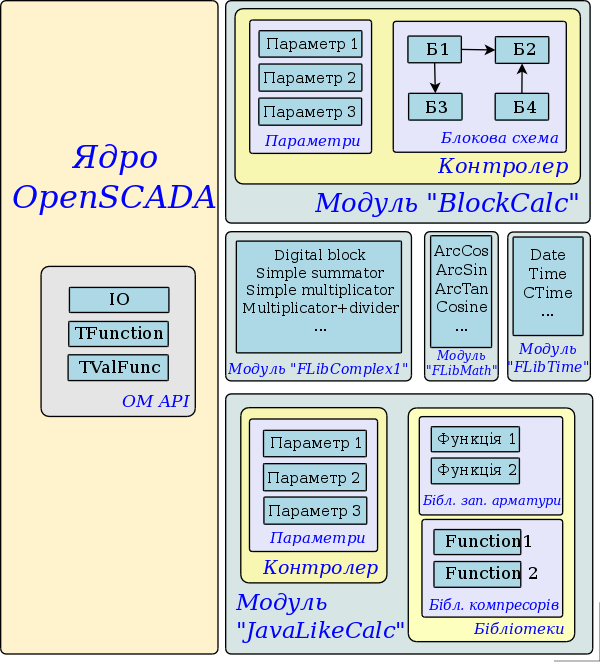 Ядро
OpenSCADA
IO
TFunction
TValFunc
OM API
Параметр 1
Параметр 2
Параметр 3
Параметри
Б1
Б2
Б3
Б4
Блокова схема
Контролер
Модуль "BlockCalc"
Digital block
Simple summator
Simple multiplicator
Multiplicator+divider
...
Модуль "FLibComplex1"
ArcCos
ArcSin
ArcTan
Cosine
...
Модуль
"FLibMath"
Date
Time
CTime
...
Модуль
"FLibTime"
Параметр 1
Параметр 2
Параметр 3
Параметри
Контролер
Модуль
"JavaLikeCalc"
Функція 1
Функція 2
Бібл. зап. арматури
Function1
Function 2
Бібл. компресорів
Бібліотеки